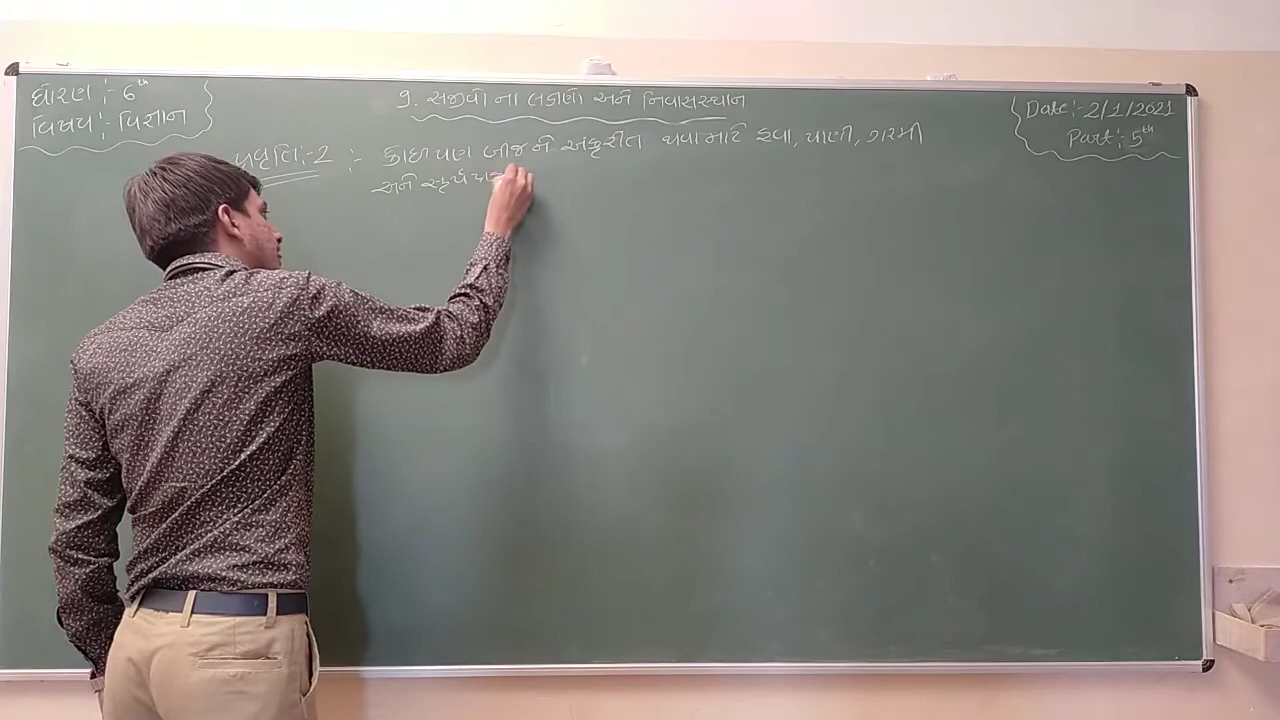 ધોરણ :- 6th
વિષય :- વિજ્ઞાન
9. સજીવો ના લક્ષણો અને નિવાસસ્થાન
Date :- 2/1/2021
Part :- 5th
પ્રવૃતિ :- 2 :- કોઈપણ બીજ ને અંકુરીત થવા માટે હવા, પાણી, ગરમી
અને સૂર્યપ્રકા